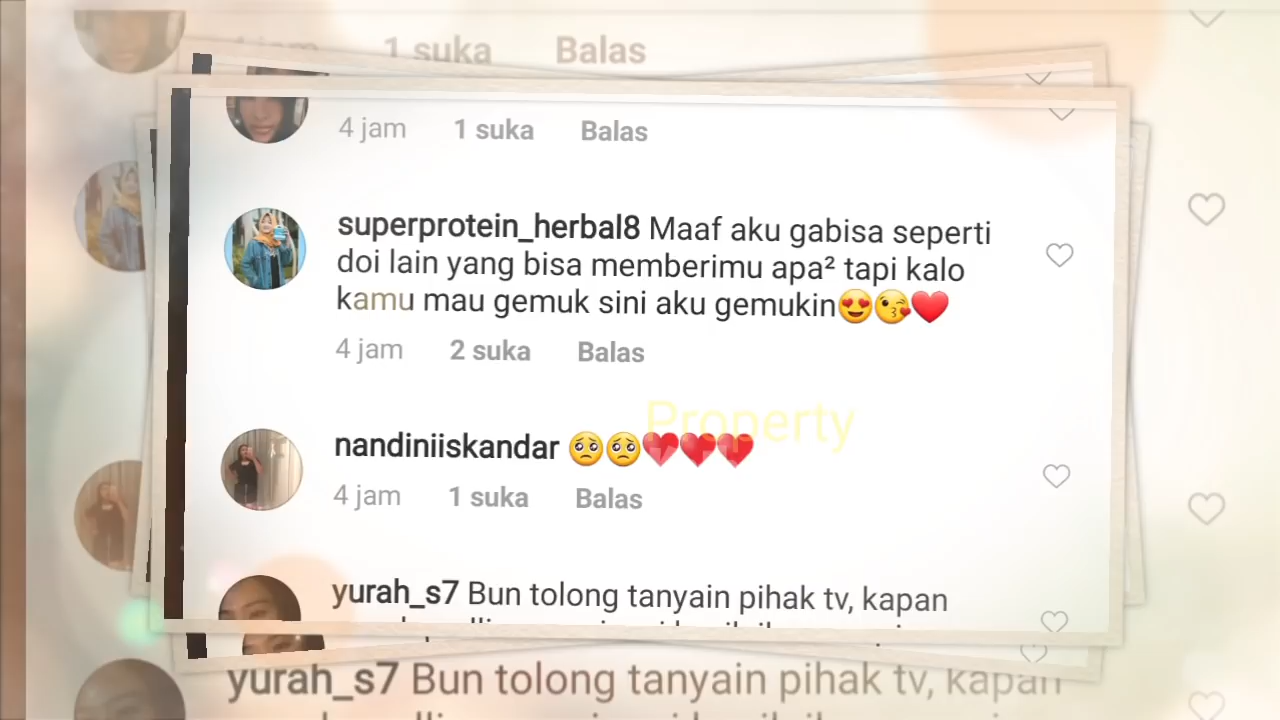 1 suka Balas
4 jam 1 suka Balas
superprotein_herbal8 Maaf aku gabisa seperti
doi lain yang bisa memberimu apa² tapi kalo
kamu mau gemuk sini aku gemukin😍😘❤️
4 jam 2 suka Balas
Property
nandiniiskandar 🥺🥺❤️❤️❤️
4 jam 1 suka Balas
yurah_s7 Bun tolong tanyain pihak tv, kapan
yurah_s7 Bun tolong tanyain pihak tv, kapan